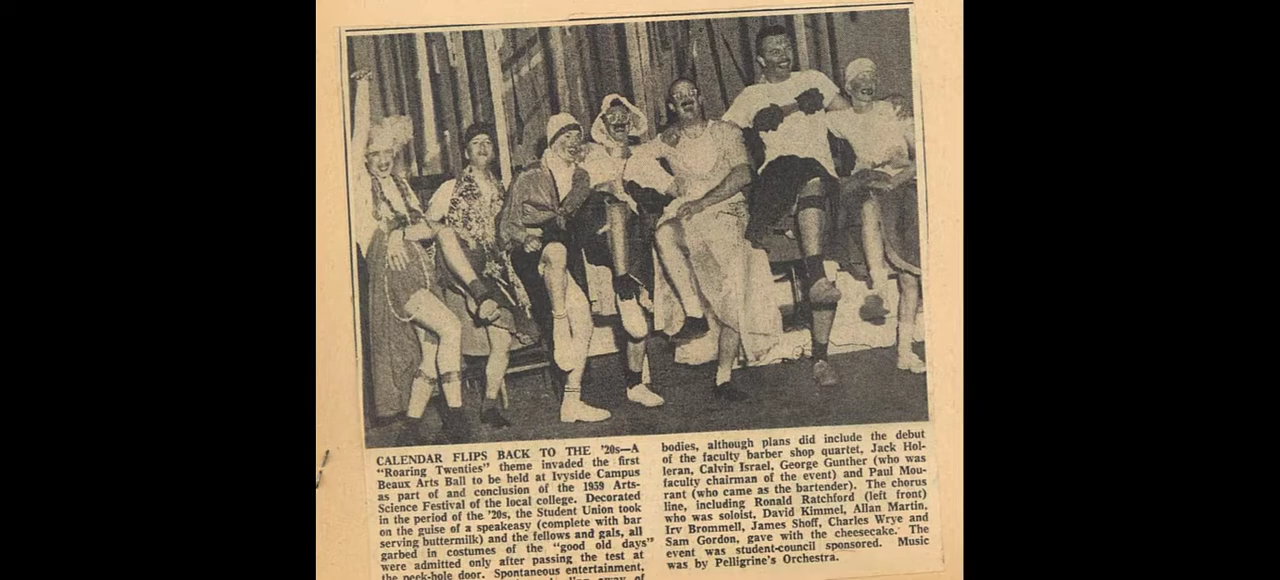 CALENDAR FLIPS BACK TO THE '20s—A
"Roaring Twenties" theme invaded the first
Beaux Arts Ball to be held at Ivyside Campus
as part of and conclusion of the 1959 Arts-
Science Festival of the local college. Decorated
in the period of the '20s, the Student Union took
on the guise of a speakeasy (complete with bar
serving buttermilk) and the fellows and gals, all
garbed in costumes of the "good old days"
were admitted only after passing the test at
the peek-hole door. Spontaneous entertainment,
away of
bodies, although plans did include the debut
of the faculty barber shop quartet, Jack Hol-
leran, Calvin Israel, George Gunther (who was
faculty chairman of the event) and Paul Mou-
rant (who came as the bartender). The chorus
line, including Ronald Ratchford (left front)
who was soloist, David Kimmel, Allan Martin,
Irv Brommell, James Shoff, Charles Wrye and
Sam Gordon, gave with the cheesecake. The
event was student-council sponsored. Music
was by Pelligrine's Orchestra.